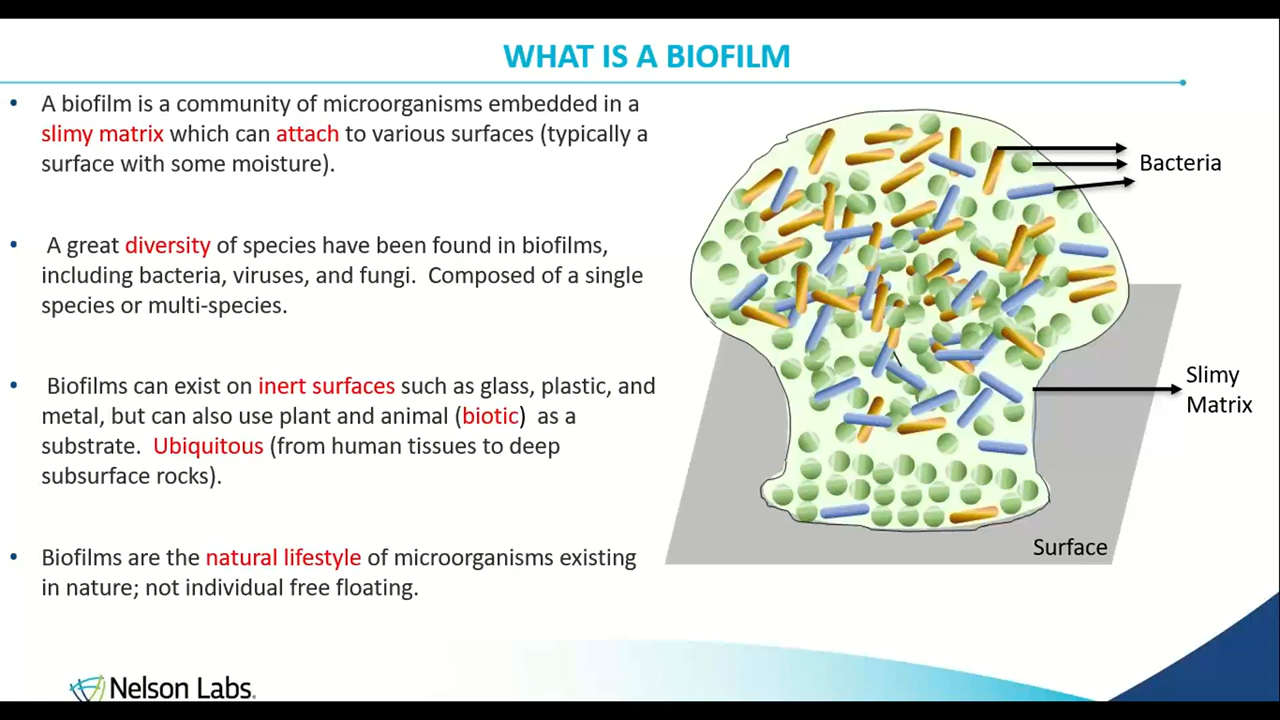 WHAT IS A BIOFILM
• A biofilm is a community of microorganisms embedded in a
slimy matrix which can attach to various surfaces (typically a
surface with some moisture).
• A great diversity of species have been found in biofilms,
including bacteria, viruses, and fungi. Composed of a single
species or multi-species.
• Biofilms can exist on inert surfaces such as glass, plastic, and
metal, but can also use plant and animal (biotic) as a
substrate. Ubiquitous (from human tissues to deep
subsurface rocks).
• Biofilms are the natural lifestyle of microorganisms existing
in nature; not individual free floating.
Bacteria
Slimy
Matrix
Surface
Nelson Labs.